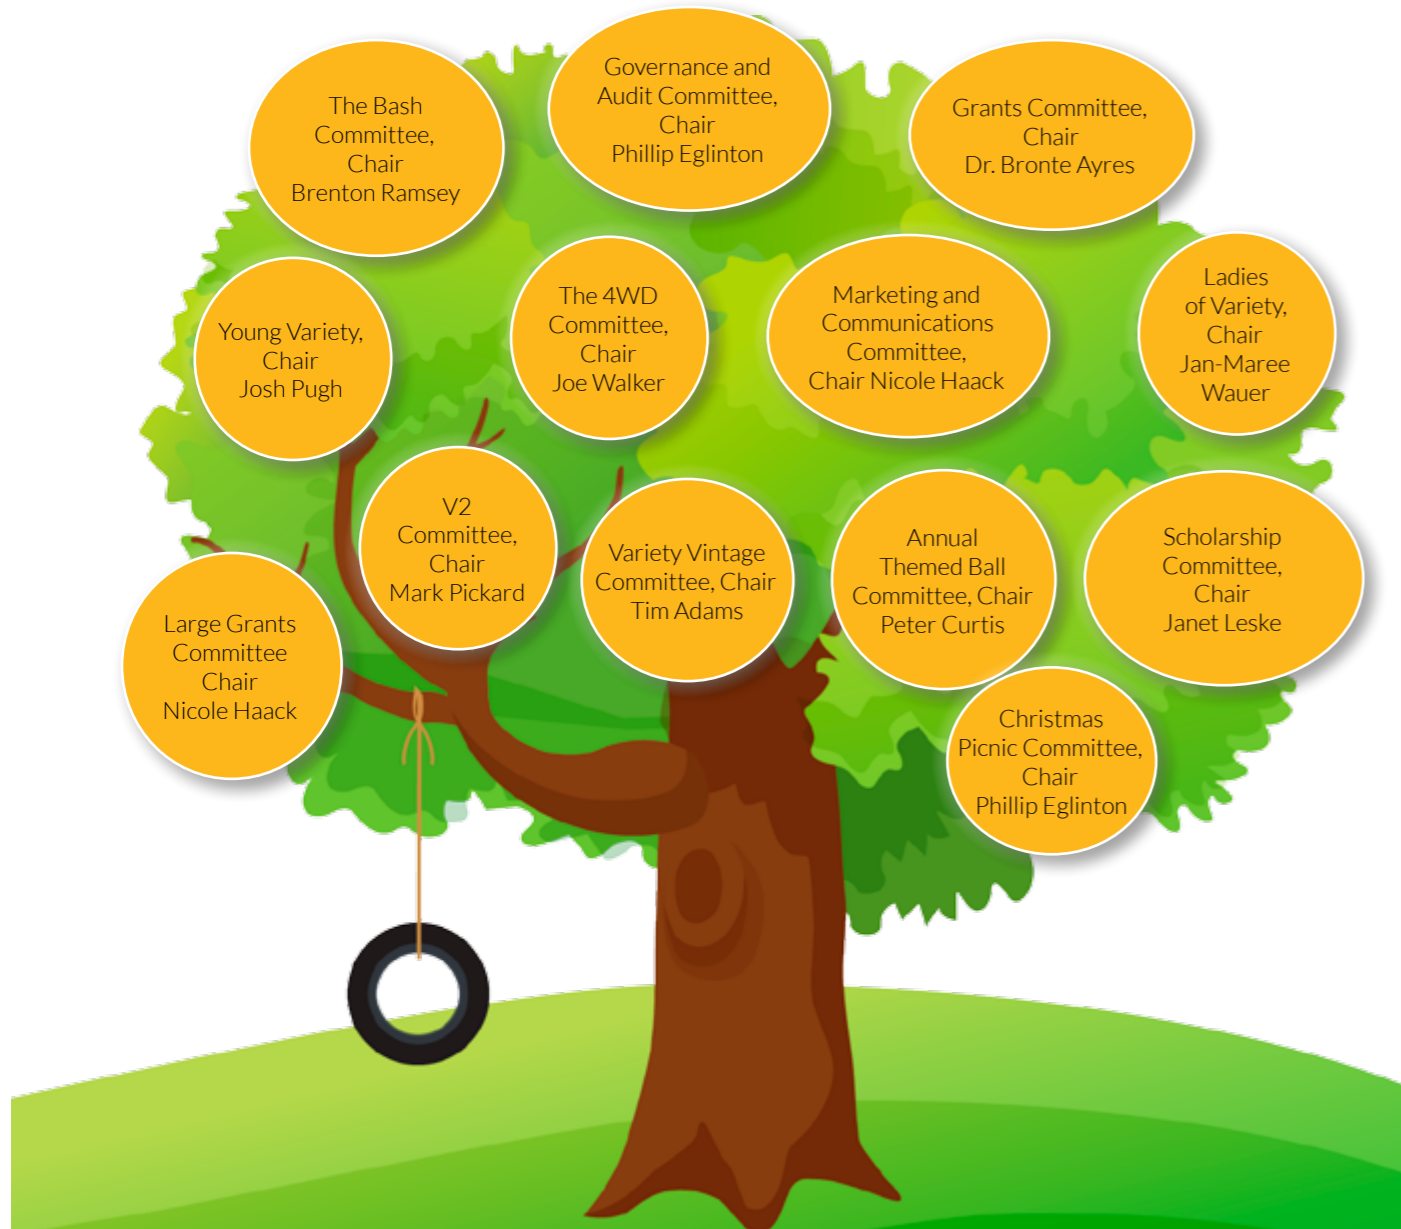 The Bash
Committee,
Chair
Brenton Ramsey
Governance and
Audit Committee,
Chair
Phillip Eglinton
Grants Committee,
Chair
Dr. Bronte Ayres
Young Variety,
Chair
Josh Pugh
The 4WD
Committee,
Chair
Joe Walker
Marketing and
Communications
Committee,
Chair Nicole Haack
Ladies
of Variety,
Chair
Jan-Maree
Wauer
Large Grants
Committee
Chair
Nicole Haack
V2
Committee,
Chair
Mark Pickard
Variety Vintage
Committee, Chair
Tim Adams
Annual
Themed Ball
Committee, Chair
Peter Curtis
Scholarship
Committee,
Chair
Janet Leske
Christmas
Picnic Committee,
Chair
Phillip Eglinton